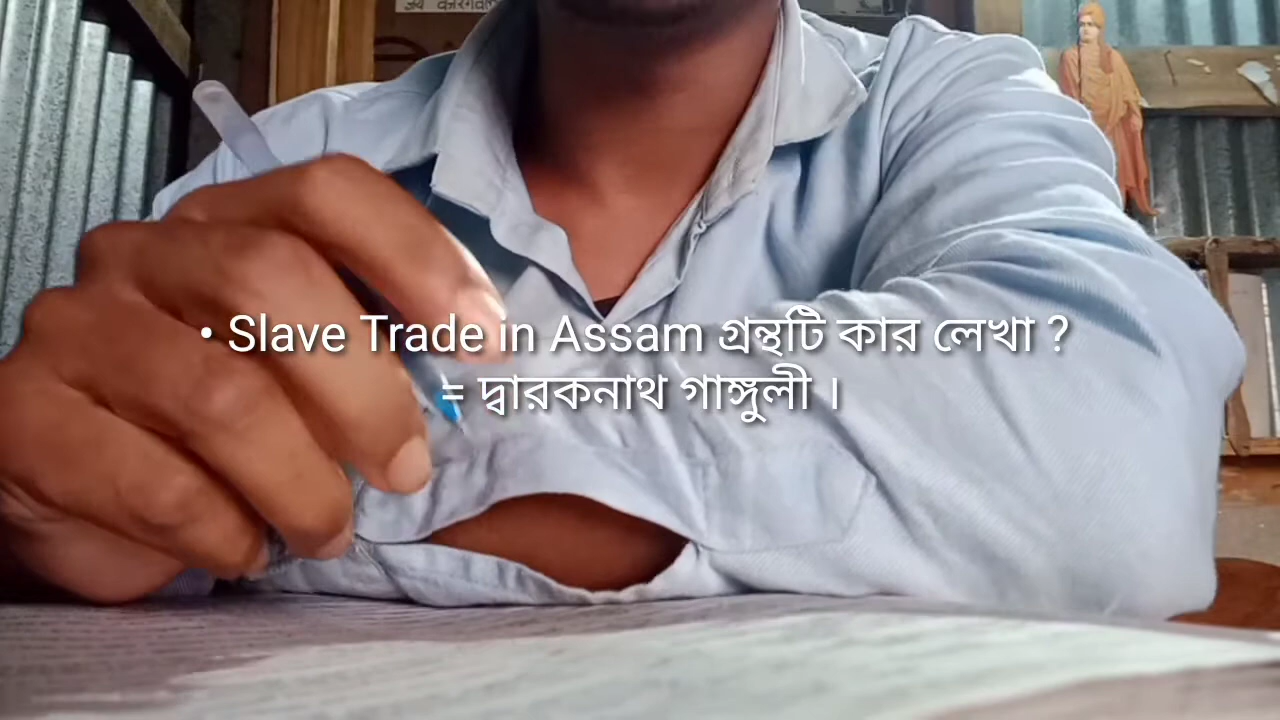 • Slave Trade in Assam গ্রন্থটি কার লেখা ?
= দ্বারকনাথ গাঙ্গুলী ।